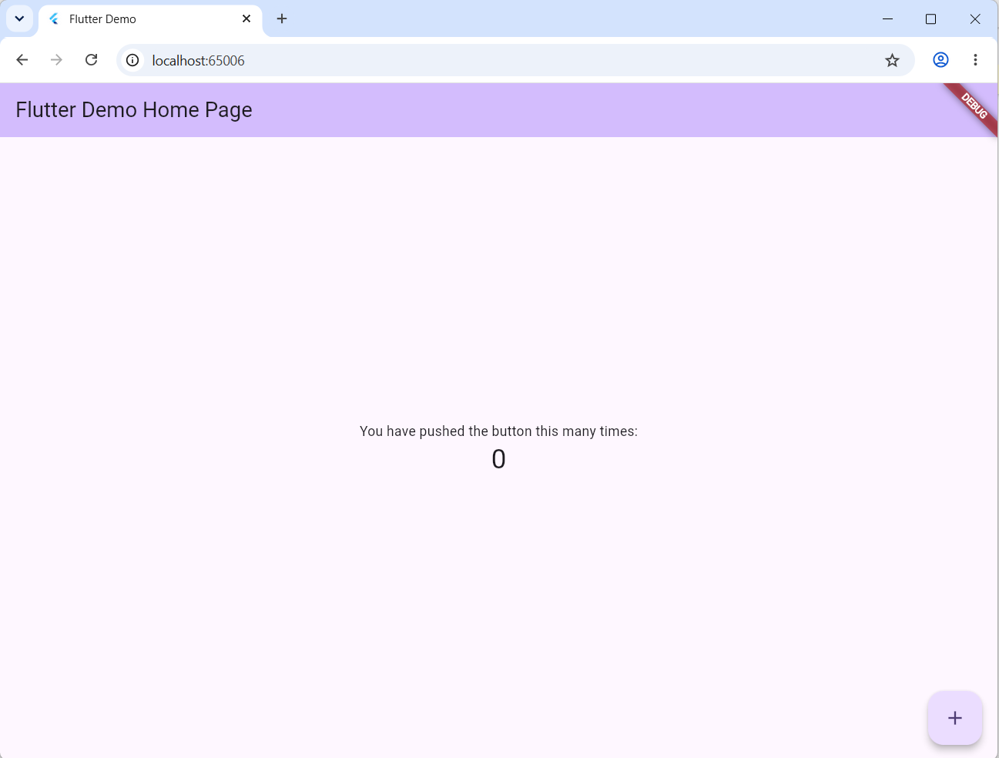 Flutter Demo
localhost:65006
Flutter Demo Home Page
DEBUG
You have pushed the button this many times:
0